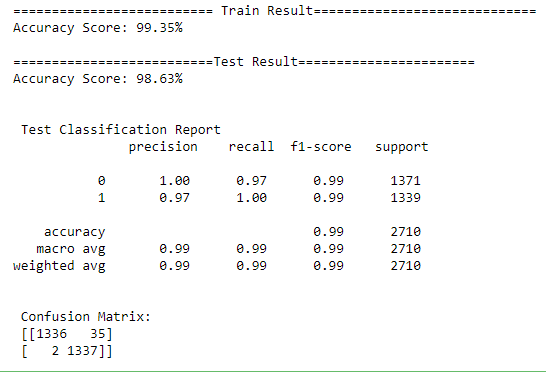 ========================== Train Result=============================
Accuracy Score: 99.35%
==========================Test Result=======================
Accuracy Score: 98.63%
Test Classification Report
precision recall f1-score support
0 1.00 0.97 0.99 1371
1 0.97 1.00 0.99 1339
accuracy 0.99 2710
macro avg 0.99 0.99 0.99 2710
weighted avg 0.99 0.99 0.99 2710
Confusion Matrix:
[[1336 35]
[ 2 1337]]